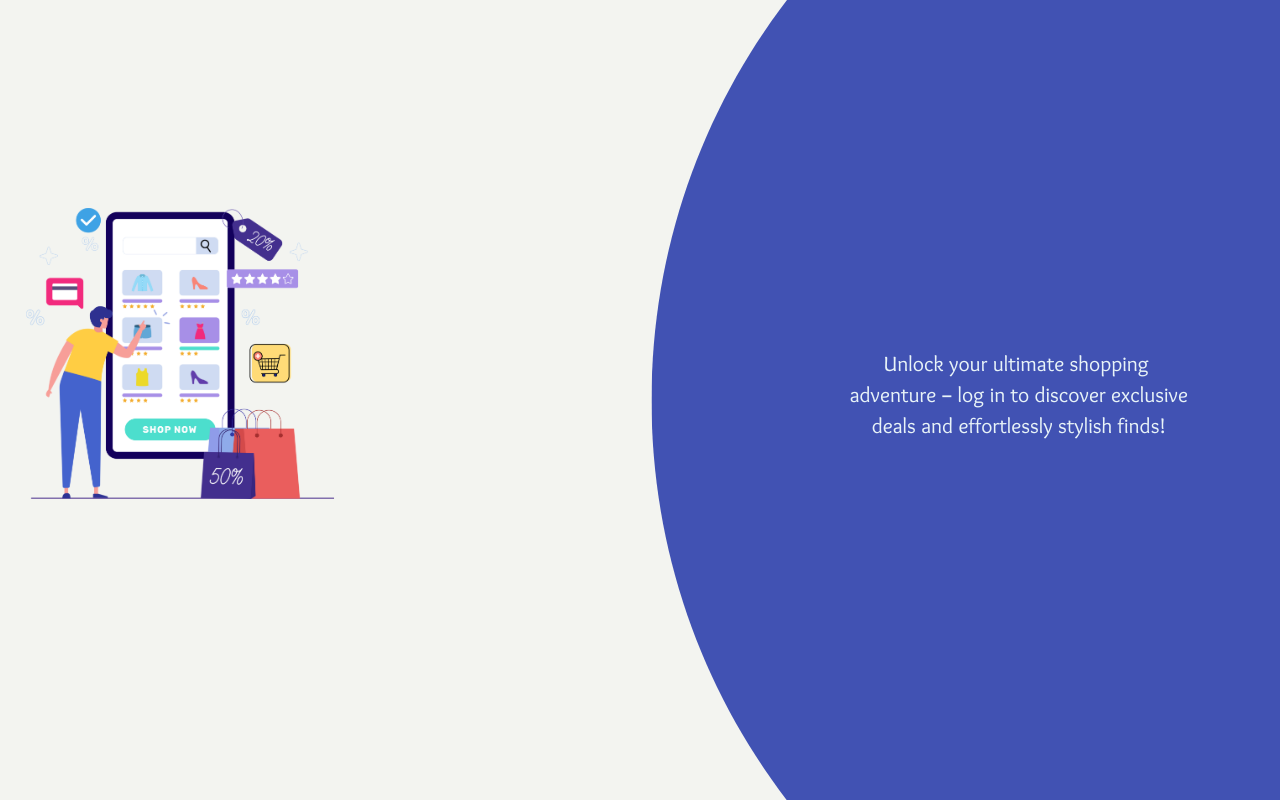 20%
SHOP NOW
50%
Unlock your ultimate shopping
adventure – log in to discover exclusive
deals and effortlessly stylish finds!